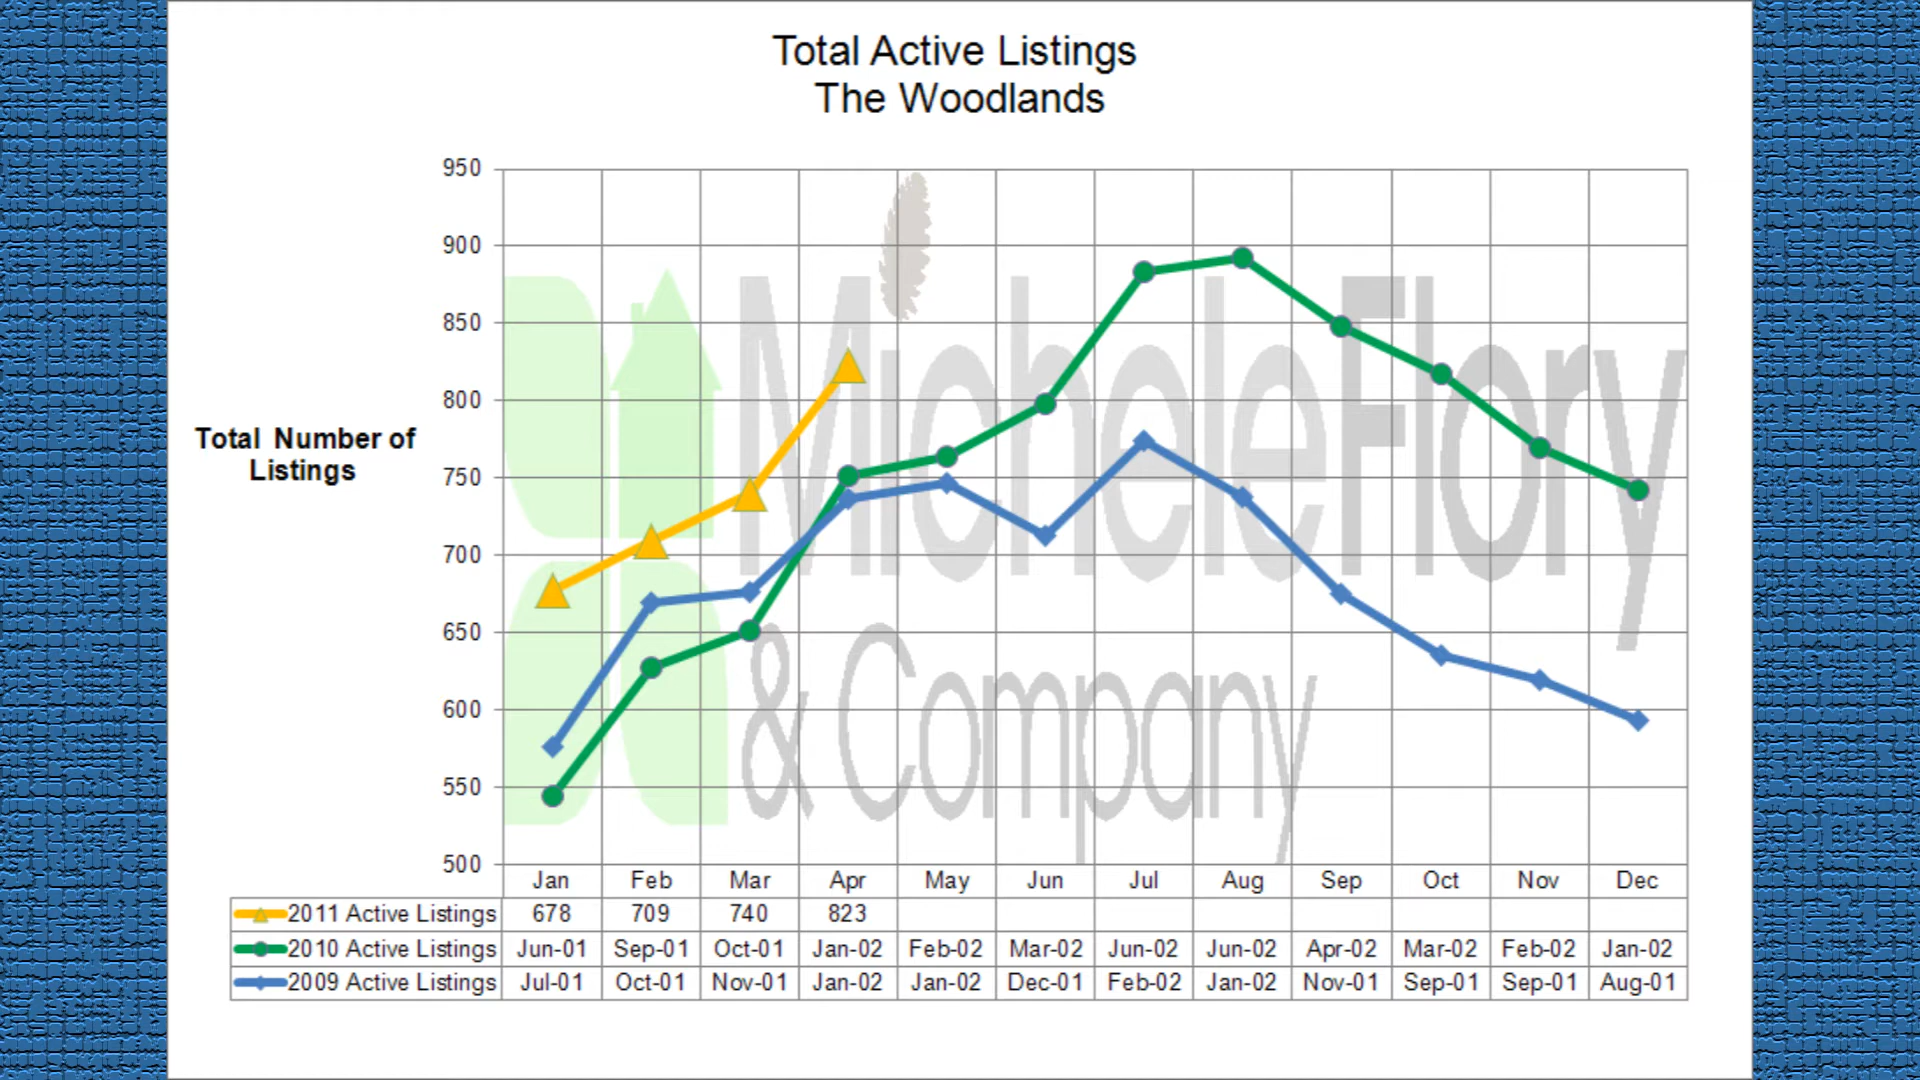 Total Active Listings
The Woodlands
950
900
850
800
750
700
650
600
550
500
Total Number of
Listings
MicheleFlory
& Company
Jan Feb Mar Apr May Jun Jul Aug Sep Oct Nov Dec
2011 Active Listings 678 709 740 823
2010 Active Listings Jun-01 Sep-01 Oct-01 Jan-02 Feb-02 Mar-02 Jun-02 Jun-02 Apr-02 Mar-02 Feb-02 Jan-02
2009 Active Listings Jul-01 Oct-01 Nov-01 Jan-02 Jan-02 Dec-01 Feb-02 Jan-02 Nov-01 Sep-01 Sep-01 Aug-01